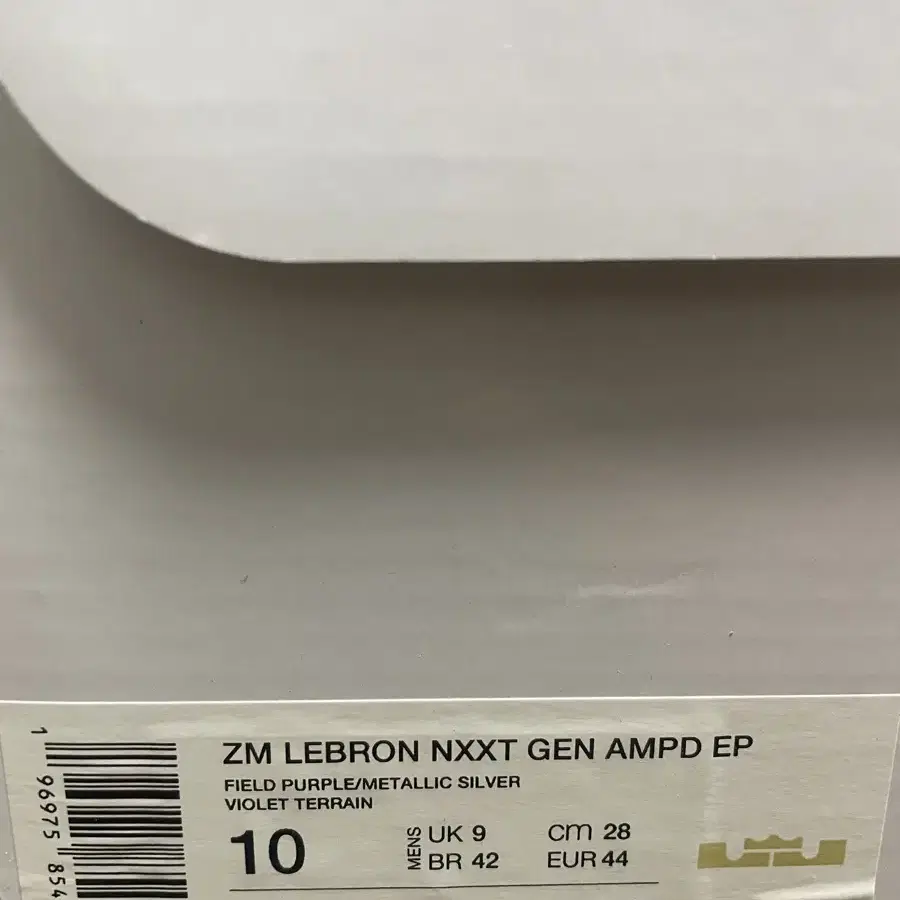 ZM LEBRON NXXT GEN AMPD EP
FIELD PURPLE/METALLIC SILVER
VIOLET TERRAIN
10
MENS
UK 9
BR 42
cm 28
EUR 44
1 96975 854